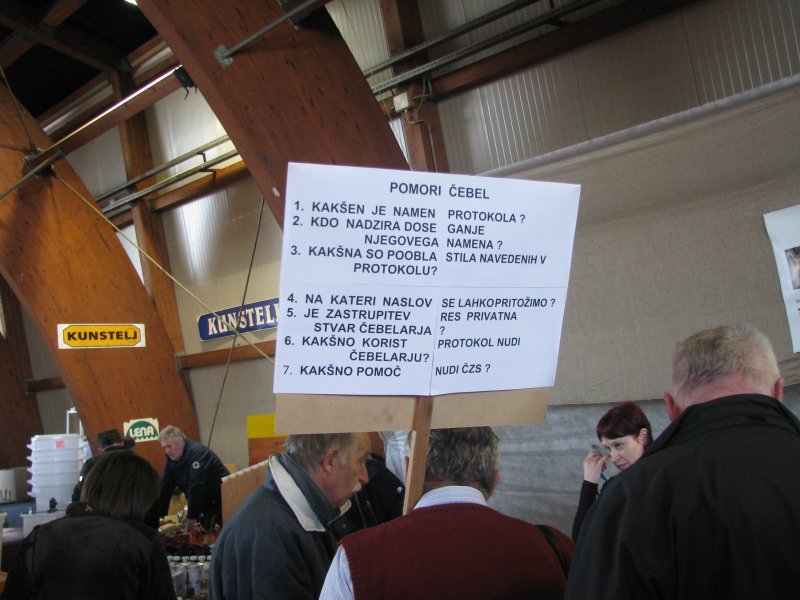 POMORI ČEBEL
1. KAKŠEN JE NAMEN PROTOKOLA ?
2. KDO NADZIRA DOSE GANJE
NJEGOVEGA NAMENA ?
3. KAKŠNA SO POOBLA STILA NAVEDENIH V
PROTOKOLU?
4. NA KATERI NASLOV SE LAHKOPRITOŽIMO ?
5. JE ZASTRUPITEV RES PRIVATNA
STVAR ČEBELARJA ?
6. KAKŠNO KORIST PROTOKOL NUDI
ČEBELARJU?
7. KAKŠNO POMOČ NUDI ČZS ?
KUNSTELJ
KUNSTELJ
LENA